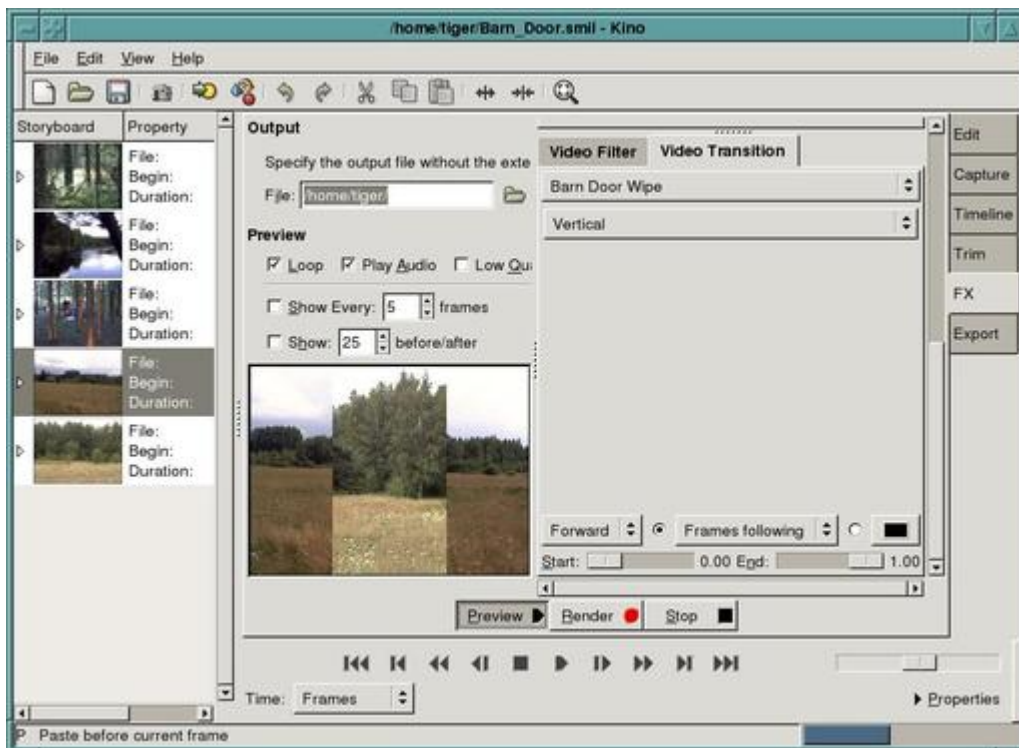 /home/tiger/Barn_Door.smil - Kino
File Edit View Help
Storyboard Property
File:
Begin:
Duration:
File:
Begin:
Duration:
File:
Begin:
Duration:
File:
Begin:
Duration:
File:
Begin:
Duration:
Output
Specify the output file without the exte
File: /home/tiger/
Preview
Loop Play Audio Low Qu
Show Every: 5 frames
Show: 25 before/after
Video Filter Video Transition
Barn Door Wipe
Vertical
Forward Frames following
Start: 0.00 End: 1.00
Preview Render Stop
Edit
Capture
Timeline
Trim
FX
Export
Time: Frames
Properties
P Paste before current frame